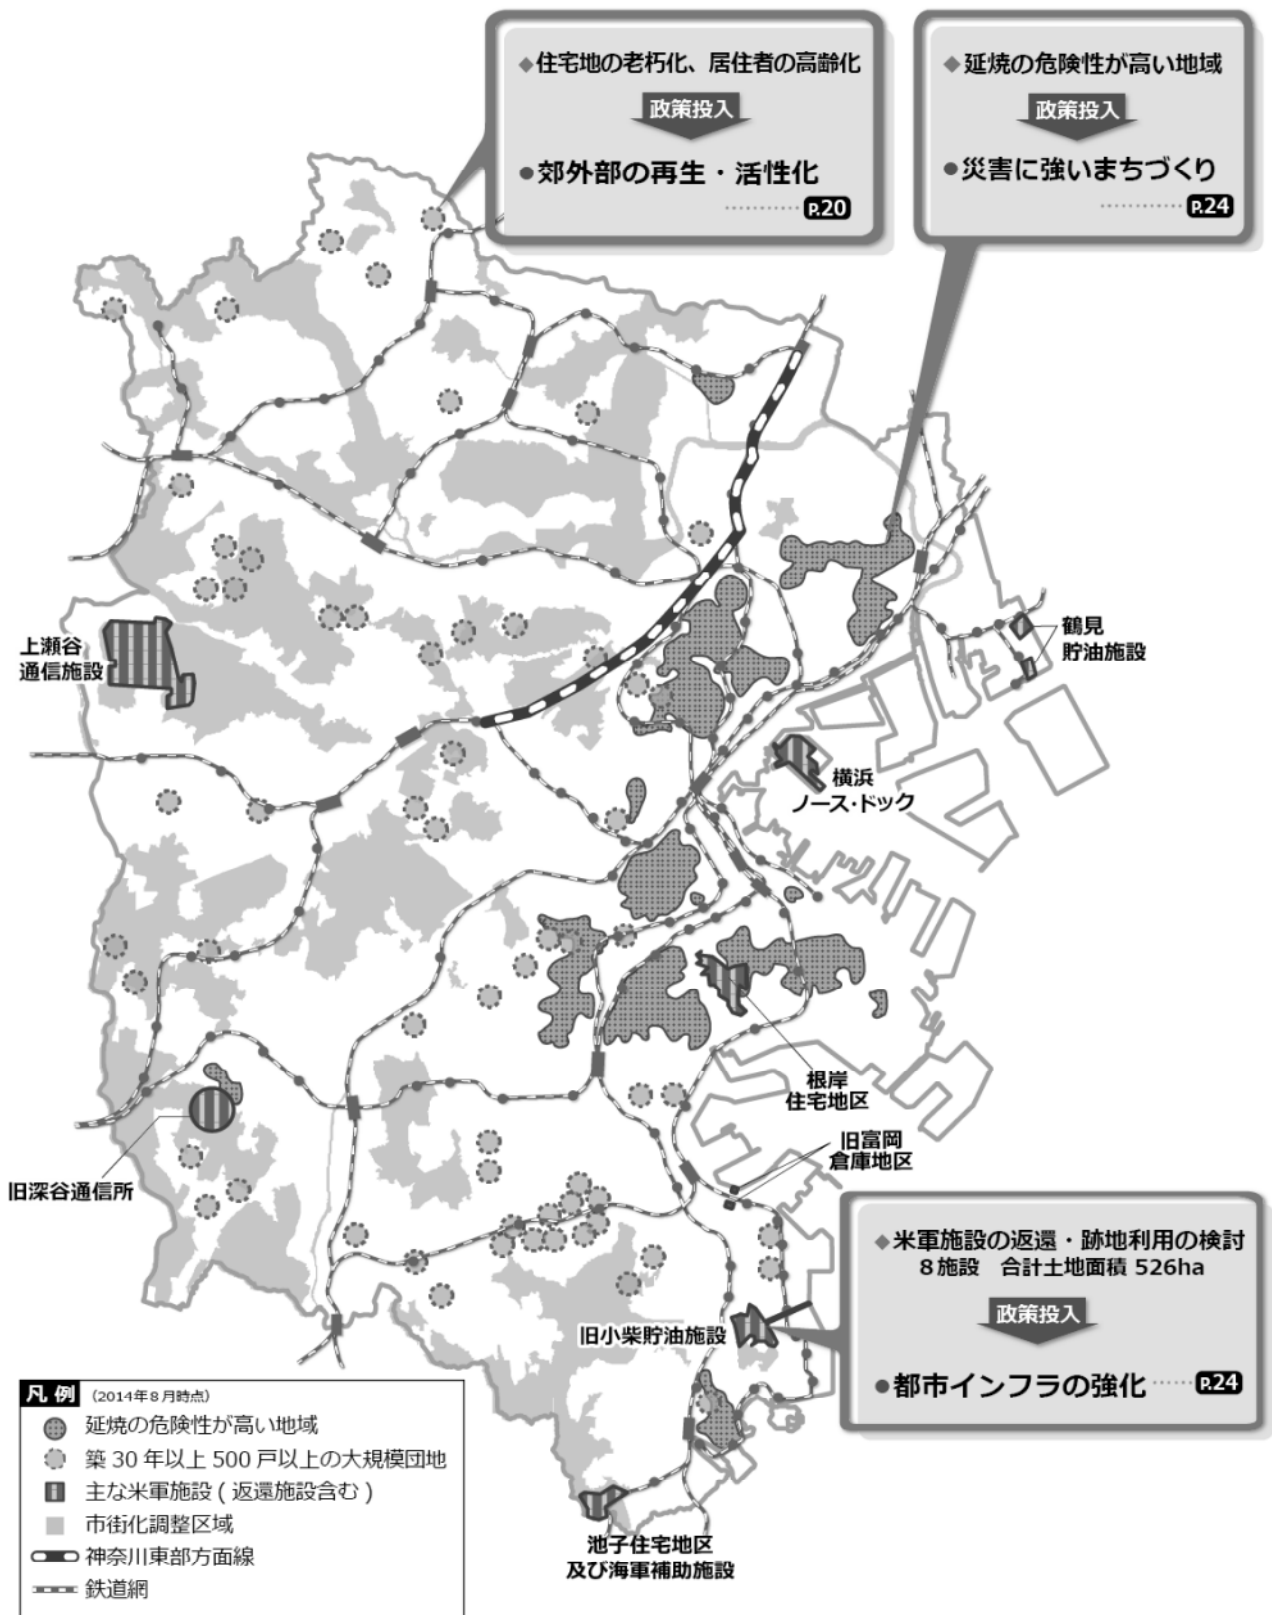 ◆住宅地の老朽化、居住者の高齢化
政策投入
●郊外部の再生・活性化
………… P.20
◆延焼の危険性が高い地域
政策投入
●災害に強いまちづくり
………… P.24
上瀬谷
通信施設
鶴見
貯油施設
横浜
ノース・ドック
根岸
住宅地区
旧富岡
倉庫地区
旧深谷通信所
◆米軍施設の返還・跡地利用の検討
8施設 合計土地面積 526ha
政策投入
●都市インフラの強化 …… P.24
旧小柴貯油施設
池子住宅地区
及び海軍補助施設
凡例 (2014年8月時点)
延焼の危険性が高い地域
築30年以上500戸以上の大規模団地
主な米軍施設(返還施設含む)
市街化調整区域
神奈川東部方面線
鉄道網